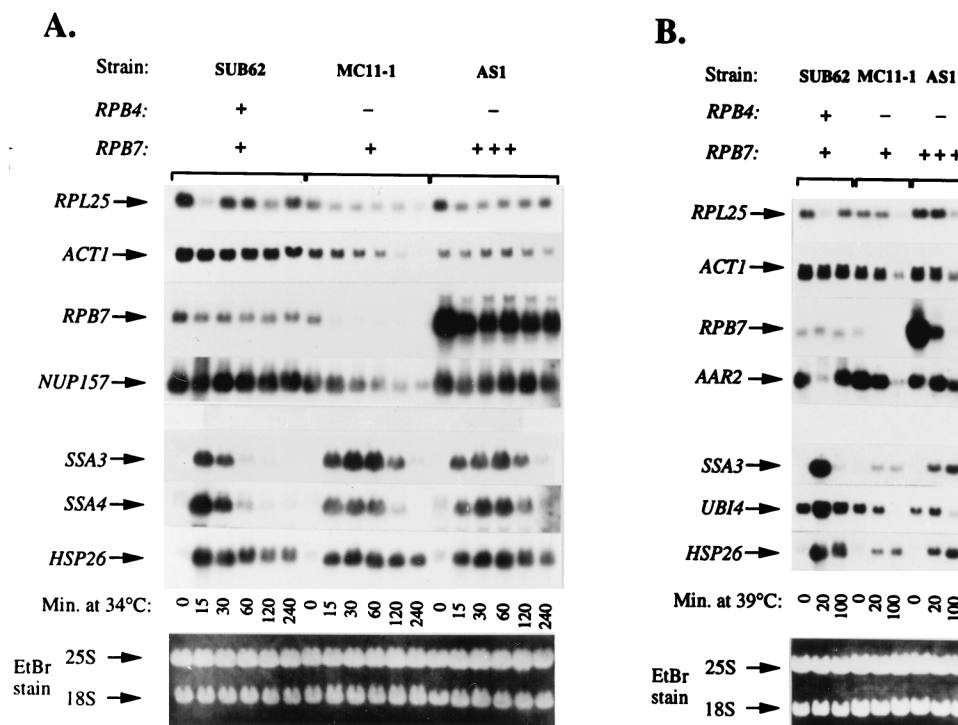 A.
Strain: SUB62 MC11-1 AS1
RPB4: + – –
RPB7: + + + + +
RPL25
ACT1
RPB7
NUP157
SSA3
SSA4
HSP26
Min. at 34°C: 0 15 30 60 120 240 0 15 30 60 120 240 0 15 30 60 120 240
EtBr stain
25S
18S
B.
Strain: SUB62 MC11-1 AS1
RPB4: + – –
RPB7: + + + + +
RPL25
ACT1
RPB7
AAR2
SSA3
UBI4
HSP26
Min. at 39°C: 0 20 100 0 20 100 0 20 100
EtBr stain
25S
18S